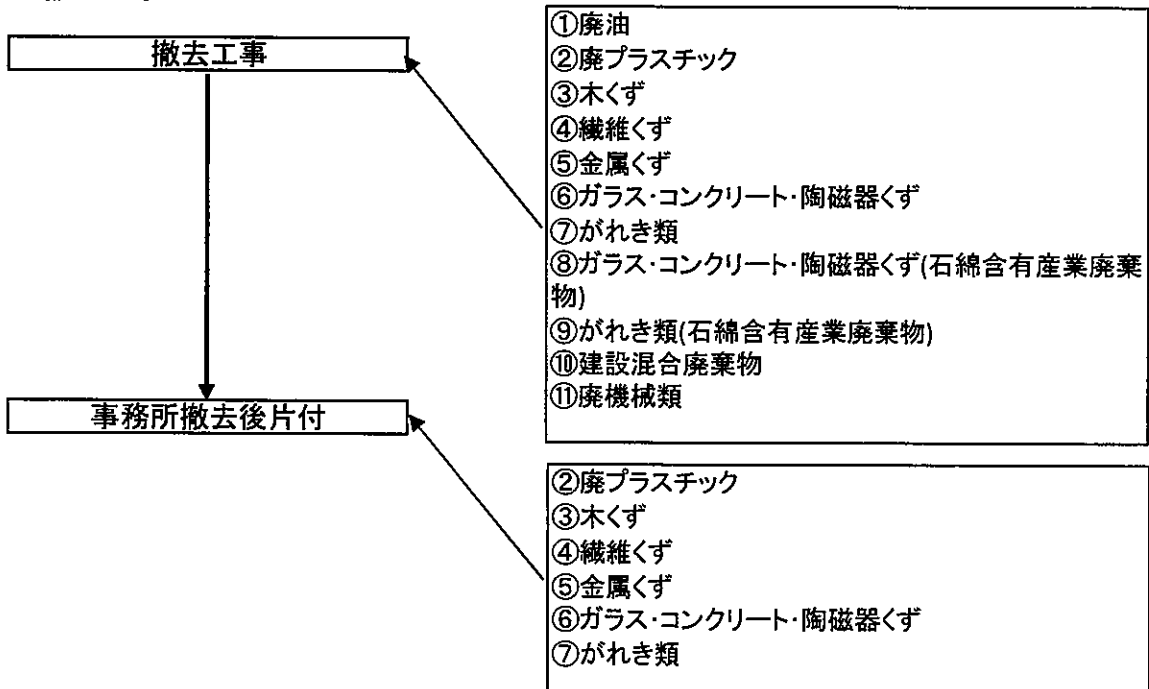 撤去工事
①廃油
②廃プラスチック
③木くず
④繊維くず
⑤金属くず
⑥ガラス・コンクリート・陶磁器くず
⑦がれき類
⑧ガラス・コンクリート・陶磁器くず(石綿含有産業廃棄
物)
⑨がれき類(石綿含有産業廃棄物)
⑩建設混合廃棄物
⑪廃機械類
事務所撤去後片付
②廃プラスチック
③木くず
④繊維くず
⑤金属くず
⑥ガラス・コンクリート・陶磁器くず
⑦がれき類